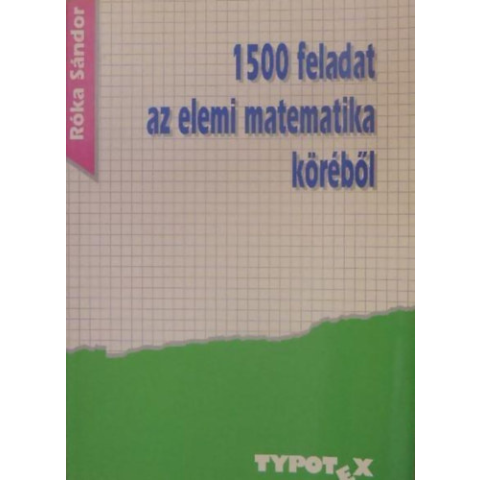 Róka Sándor
1500 feladat
az elemi matematika
köréből
TYPOTEX